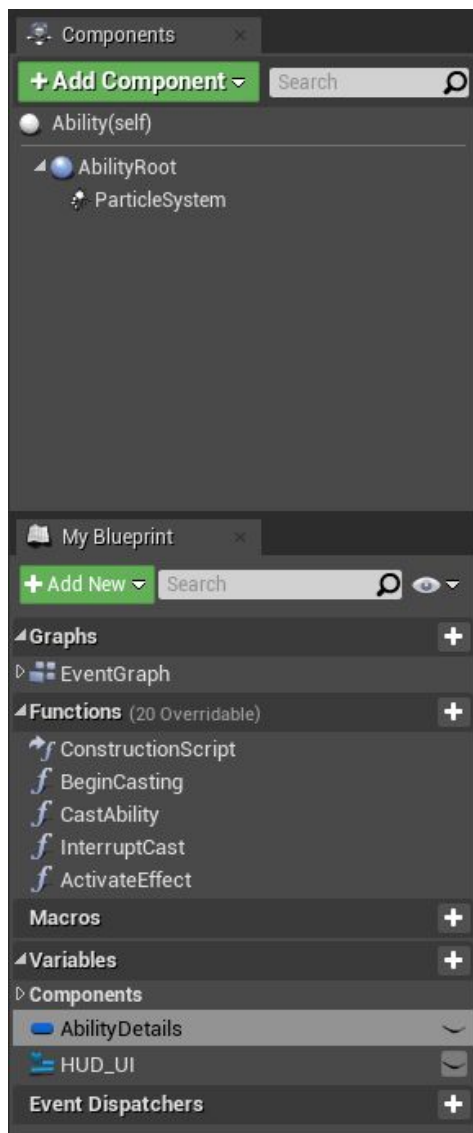 Components
+ Add Component Search
Ability(self)
AbilityRoot
ParticleSystem
My Blueprint
+ Add New Search
Graphs +
EventGraph
Functions (20 Overridable) +
ConstructionScript
BeginCasting
CastAbility
InterruptCast
ActivateEffect
Macros +
Variables +
Components
AbilityDetails
HUD_UI
Event Dispatchers +